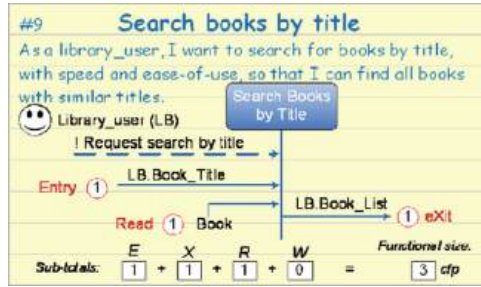 #9 Search books by title
As a library_user, I want to search for books by title,
with speed and ease-of-use, so that I can find all books
with similar titles.
Search Books
by Title
Library_user (LB)
! Request search by title
LB.Book_Title
Entry 1
LB.Book_List
1 eXit
Read 1 Book
E X R W Functional size.
Sub-totals: 1 + 1 + 1 + 0 = 3 cfp